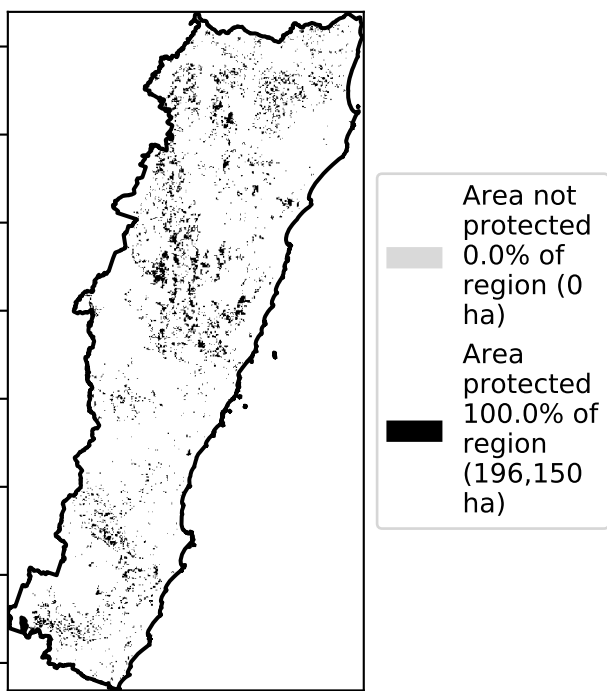 Area not
protected
0.0% of
region (0
ha)
Area
protected
100.0% of
region
(196,150
ha)